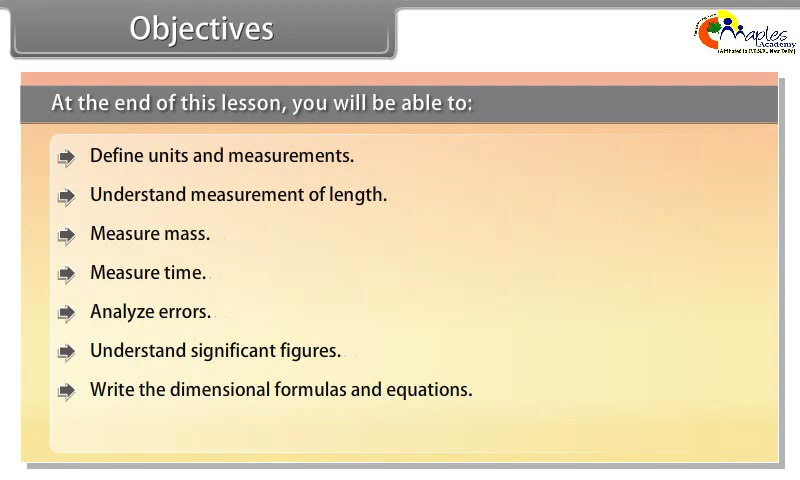 Objectives
Maples
Academy
At the end of this lesson, you will be able to:
Define units and measurements.
Understand measurement of length.
Measure mass.
Measure time.
Analyze errors.
Understand significant figures.
Write the dimensional formulas and equations.